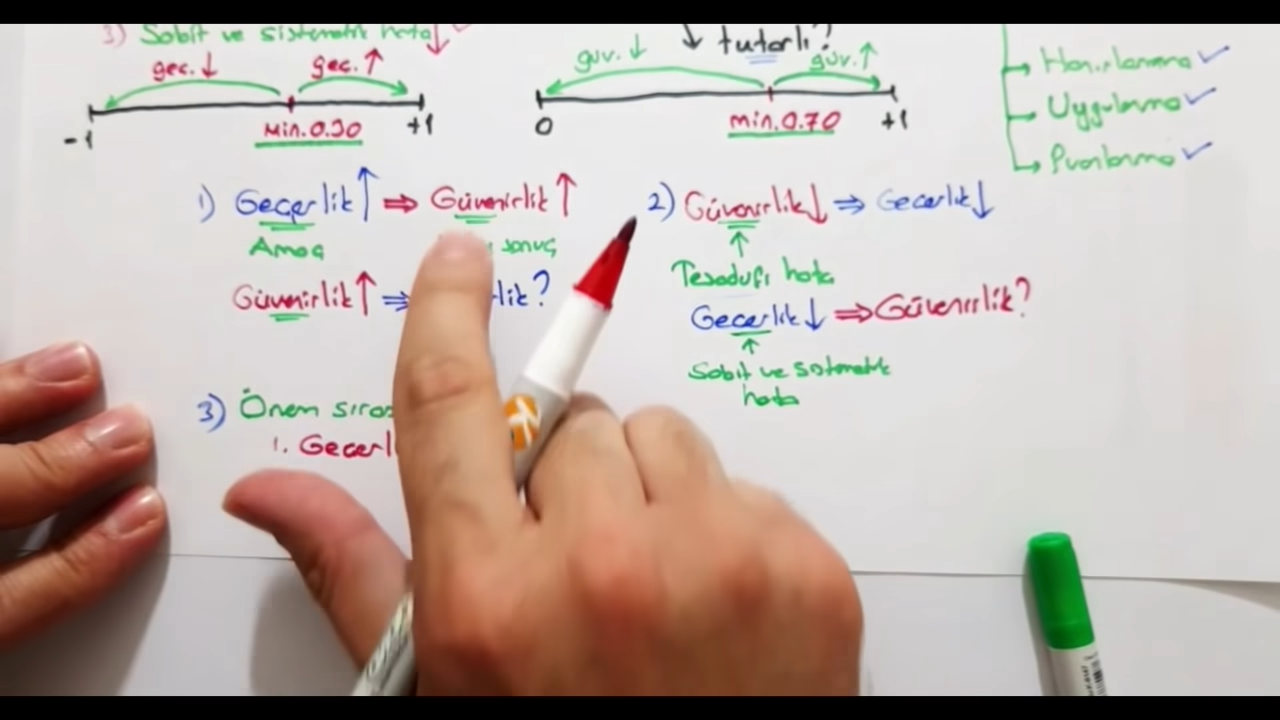 3) Sabit ve sistematik hata ↓
geç. ↓ geç. ↑
-1 Min. 0.30 +1
↓ tutarlı?
güv. ↓ güv. ↑
0 min. 0.70 +1
Hazırlanma ✓
Uygulama ✓
Puanlama ✓
1) Geçerlik ↑ ⇒ Güvenirlik ↑
Amaç sonuç
Güvenirlik ↑ ⇒ lik?
2) Güvenirlik ↓ ⇒ Geçerlik ↓
↑
Tesadüfi hata
Geçerlik ↓ ⇒ Güvenirlik?
↑
Sabit ve sistematik
hata
3) Önem sıras
1. Geçerl